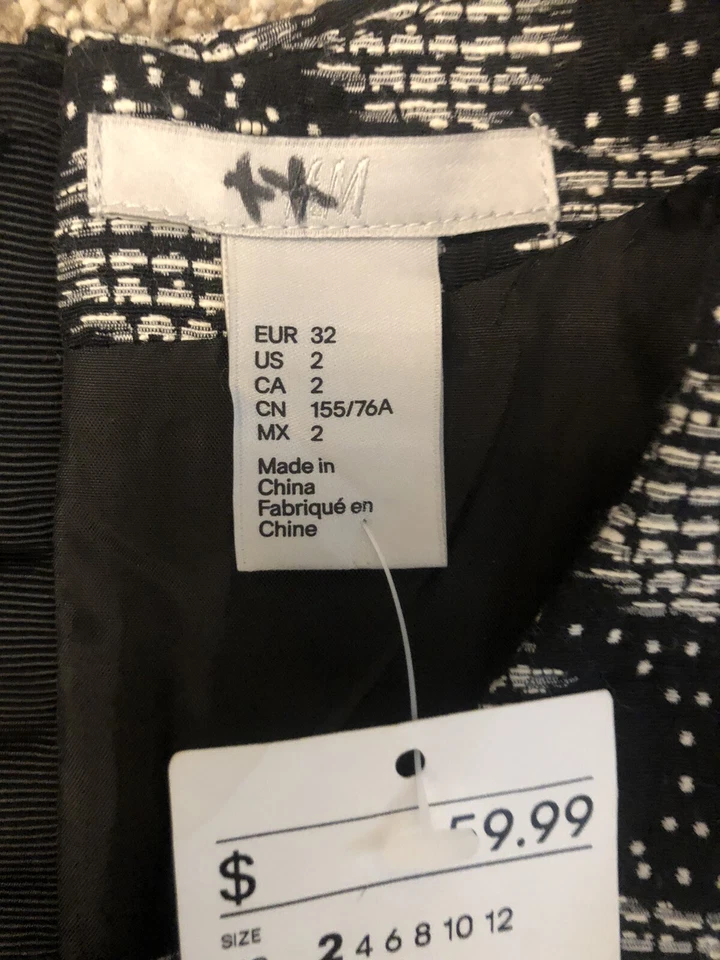 H&M
EUR 32
US 2
CA 2
CN 155/76A
MX 2
Made in
China
Fabriqué en
Chine
$ 59.99
SIZE
2 4 6 8 10 12